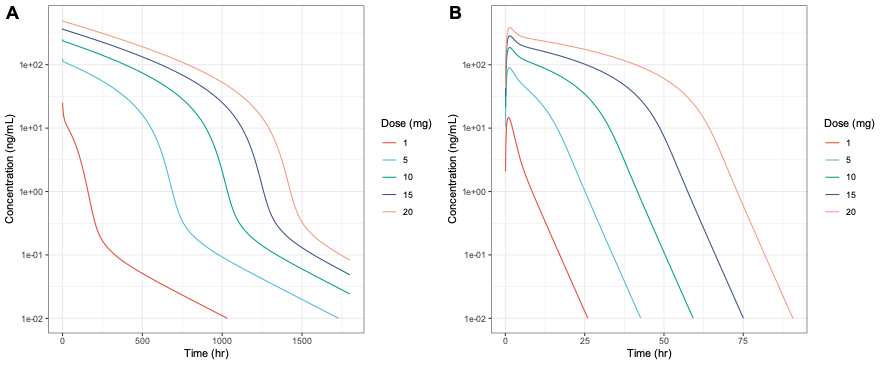 A
Concentration (ng/mL)
1e+02
1e+01
1e+00
1e-01
1e-02
0
500
1000
1500
Time (hr)
Dose (mg)
1
5
10
15
20
B
Concentration (ng/mL)
1e+02
1e+01
1e+00
1e-01
1e-02
0
25
50
75
Time (hr)
Dose (mg)
1
5
10
15
20